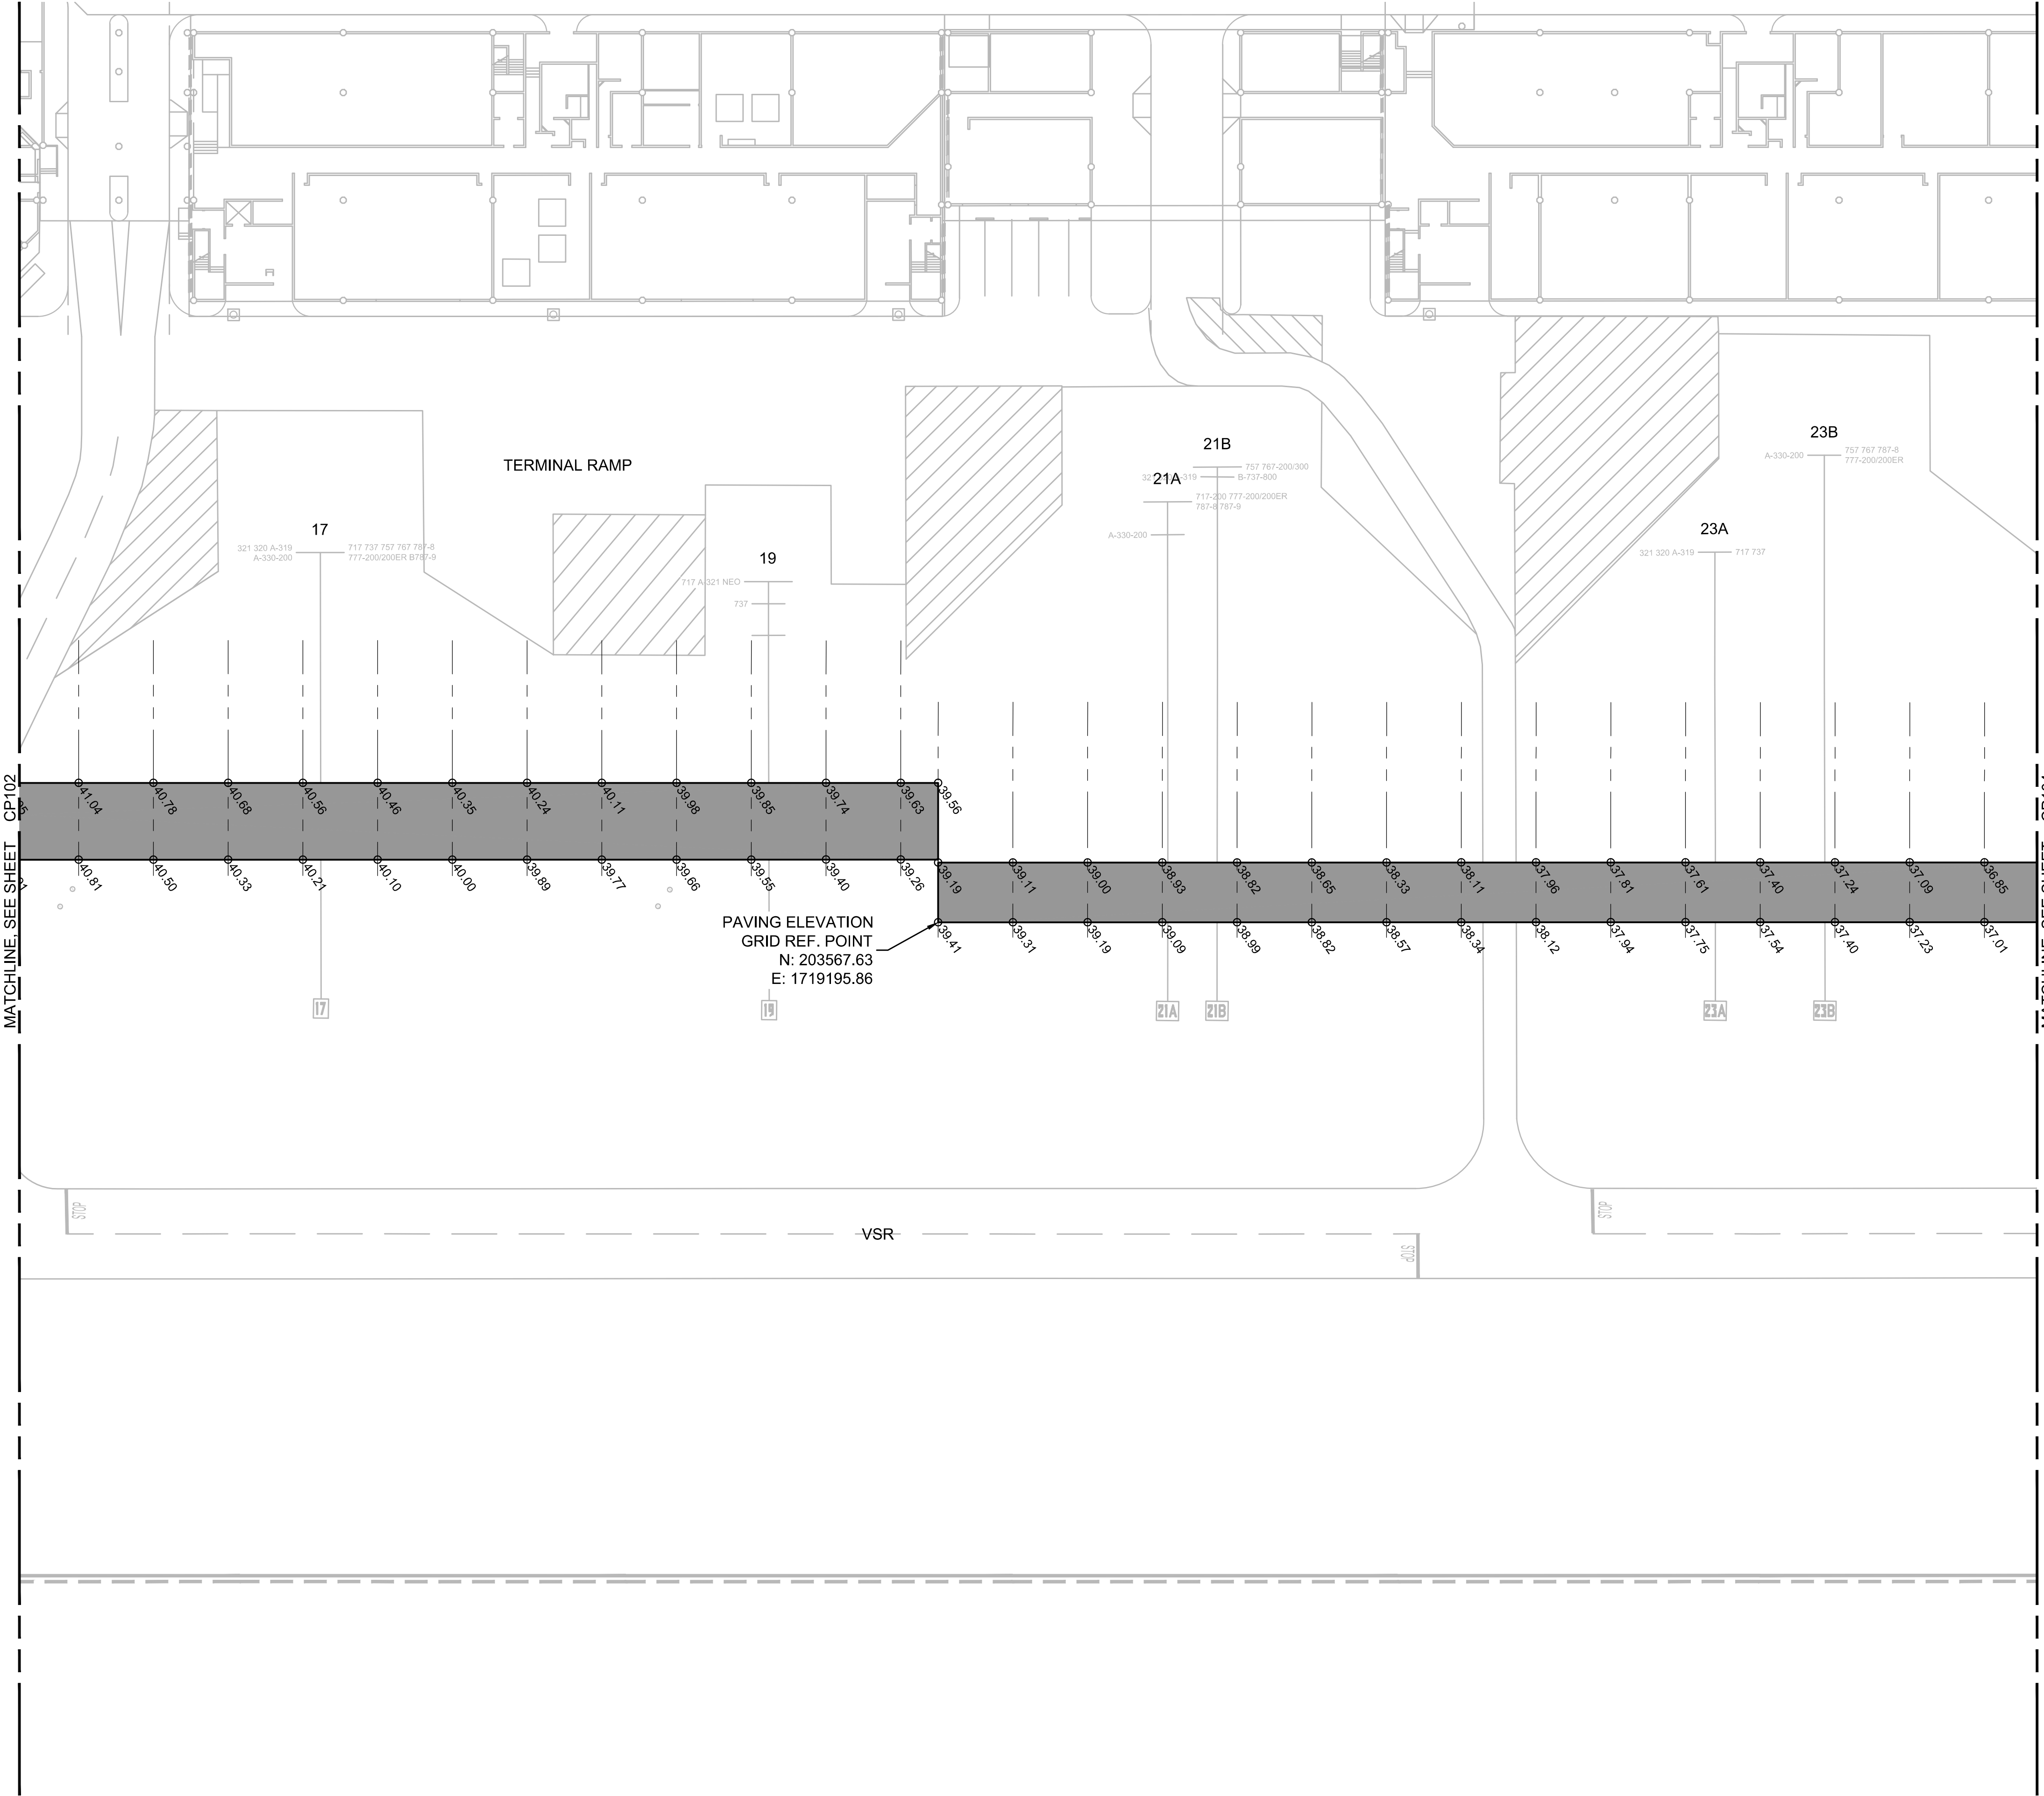 21B
23B
A-330-200
757 767 787-8
777-200/200ER
TERMINAL RAMP
757 767-200/300
B-737-800
21A
717-200 777-200/200ER
787-8 787-9
A-330-200
17
321 320 A-319
A-330-200
717 737 757 767 787-8
777-200/200ER B787-9
19
717 A-321 NEO
737
23A
321 320 A-319
717 737
41.04
40.78
40.68
40.56
40.46
40.35
40.24
40.11
39.98
39.85
39.74
39.63
39.56
40.81
40.50
40.33
40.21
40.10
40.00
39.89
39.77
39.66
39.55
39.40
39.26
39.19
39.11
39.00
38.93
38.82
38.65
38.33
38.11
37.96
37.81
37.61
37.40
37.24
37.09
36.85
39.41
39.31
39.19
39.09
38.99
38.82
38.57
38.34
38.12
37.94
37.75
37.54
37.40
37.23
37.01
MATCHLINE, SEE SHEET CP102
PAVING ELEVATION
GRID REF. POINT
N: 203567.63
E: 1719195.86
17
19
21A
21B
23A
23B
STOP
STOP
VSR
STOP